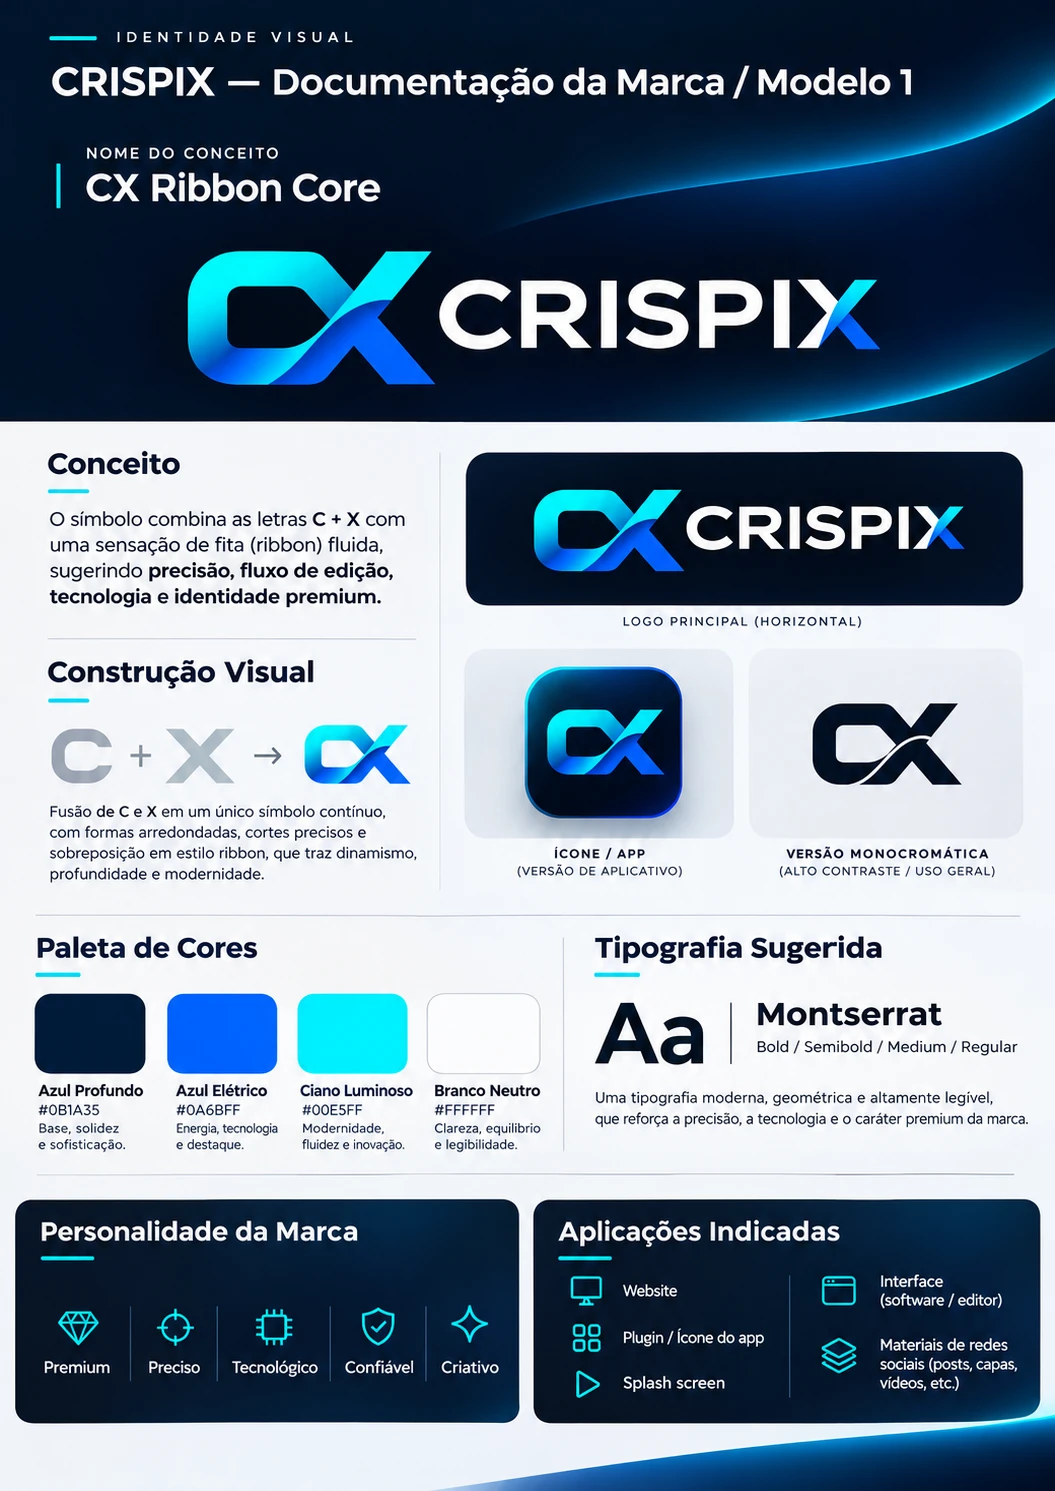 IDENTIDADE VISUAL
CRISPIX — Documentação da Marca / Modelo 1
NOME DO CONCEITO
CX Ribbon Core
CX CRISPIX
Conceito
O símbolo combina as letras C + X com
uma sensação de fita (ribbon) fluida,
sugerindo precisão, fluxo de edição,
tecnologia e identidade premium.
CX CRISPIX
LOGO PRINCIPAL (HORIZONTAL)
Construção Visual
C + X → CX
Fusão de C e X em um único símbolo contínuo,
com formas arredondadas, cortes precisos e
sobreposição em estilo ribbon, que traz dinamismo,
profundidade e modernidade.
CX
ÍCONE / APP
(VERSÃO DE APLICATIVO)
CX
VERSÃO MONOCROMÁTICA
(ALTO CONTRASTE / USO GERAL)
Paleta de Cores
Azul Profundo
#0B1A35
Base, solidez
e sofisticação.
Azul Elétrico
#0A6BFF
Energia, tecnologia
e destaque.
Ciano Luminoso
#00E5FF
Modernidade,
fluidez e inovação.
Branco Neutro
#FFFFFF
Clareza, equilibrio
e legibilidade.
Tipografia Sugerida
Aa
Montserrat
Bold / Semibold / Medium / Regular
Uma tipografia moderna, geométrica e altamente legível,
que reforça a precisão, a tecnologia e o caráter premium da marca.
Personalidade da Marca
Premium
Preciso
Tecnológico
Confiável
Criativo
Aplicações Indicadas
Website
Plugin / Ícone do app
Splash screen
Interface
(software / editor)
Materiais de redes
sociais (posts, capas,
vídeos, etc.)